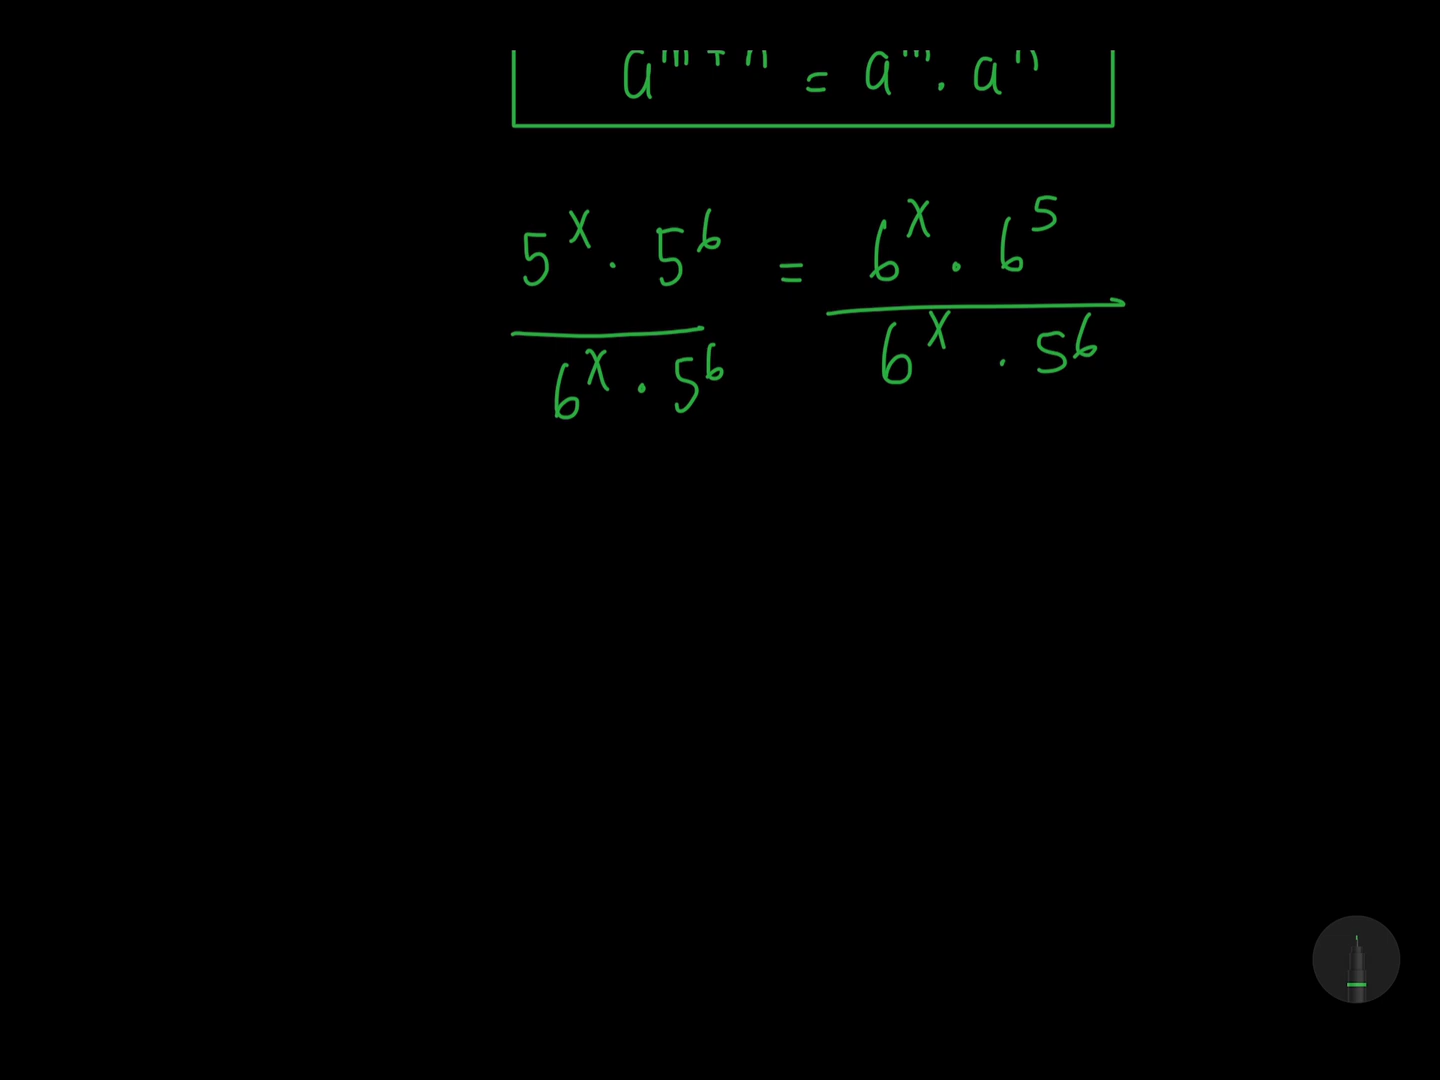 a^{m+n} = a^m · a^n
5^x · 5^6 / 6^x · 5^6 = 6^x · 6^5 / 6^x · 5^6